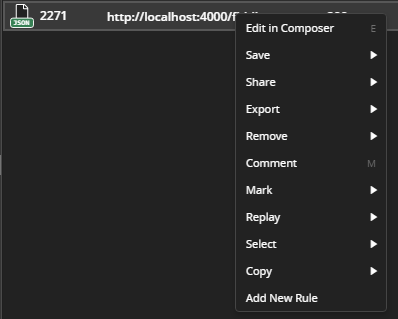 JSON 2271 http://localhost:4000/
Edit in Composer E
Save
Share
Export
Remove
Comment M
Mark
Replay
Select
Copy
Add New Rule